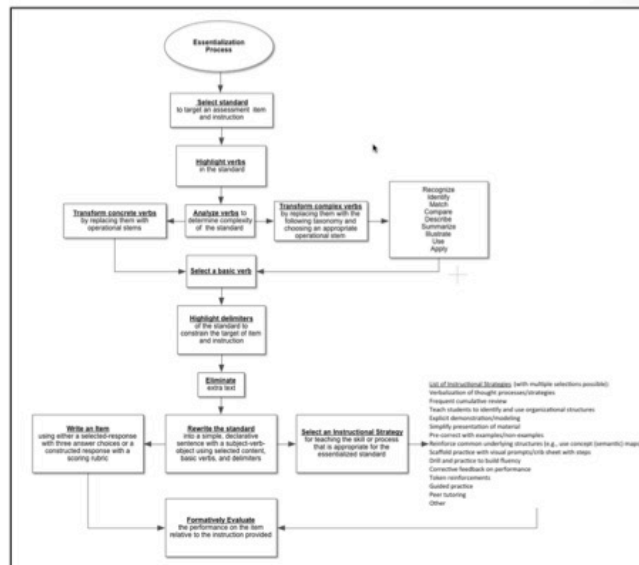 Essentialization
Process
Select standard
to target an assessment item
and instruction
Highlight verbs
in the standard
Transform concrete verbs
by replacing them with
operational stems
Analyze verbs to
determine complexity
of the standard
Transform complex verbs
by replacing them with the
following taxonomy and
choosing an appropriate
operational stem
Recognize
Identify
Match
Compare
Describe
Summarize
Illustrate
Use
Apply
Select a basic verb
Highlight delimiters
of the standard to
constrain the target of item
and instruction
Eliminate
extra text
Write an Item
using either a selected-response
with three answer choices or a
constructed response with a
scoring rubric
Rewrite the standard
into a simple, declarative
sentence with a subject-verb-
object using selected content,
basic verbs, and delimiters
Select an Instructional Strategy
for teaching the skill or process
that is appropriate for the
essentialized standard
List of Instructional Strategies (with multiple selections possible)
Verbalization of thought processes/strategies
Frequent cumulative review
Teach students to identify and use organizational structures
Explicit demonstration/modeling
Simplify presentation of material
Pre-correct with examples/non-examples
Reinforce common underlying structures (e.g., use concept (semantic) maps
Scaffold practice with visual prompts/crib sheet with steps
Drill and practice to build fluency
Corrective feedback on performance
Token reinforcements
Guided practice
Peer tutoring
Other
Formatively Evaluate
the performance on the item
relative to the instruction provided